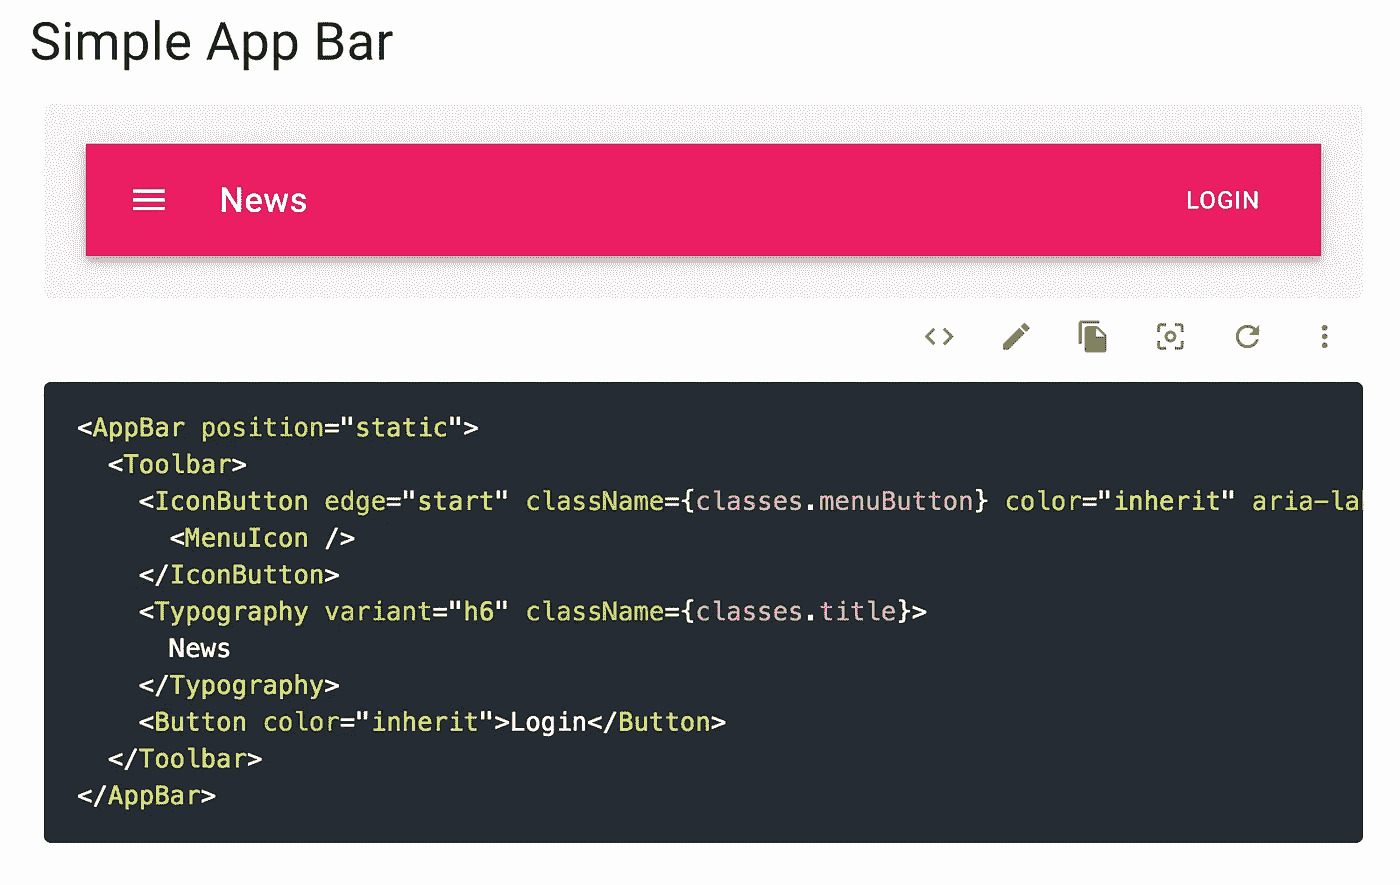 Simple App Bar
News LOGIN
<AppBar position="static">
  <Toolbar>
    <IconButton edge="start" className={classes.menuButton} color="inherit" aria-la
      <MenuIcon />
    </IconButton>
    <Typography variant="h6" className={classes.title}>
      News
    </Typography>
    <Button color="inherit">Login</Button>
  </Toolbar>
</AppBar>